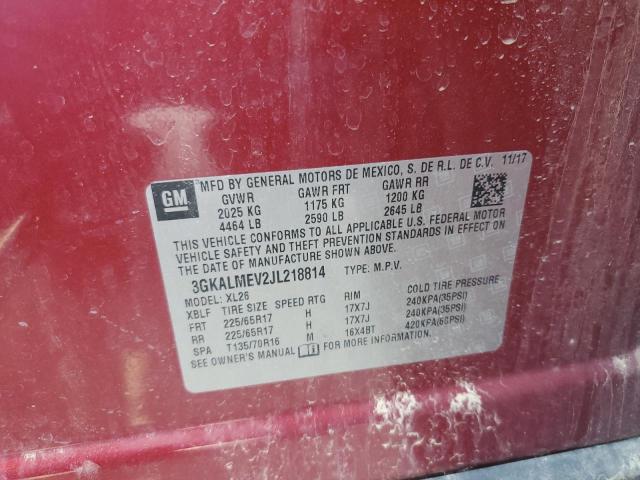 GM
MFD BY GENERAL MOTORS DE MEXICO, S. DE R.L. DE C.V. 11/17
GVWR GAWR FRT GAWR RR
2025 KG 1175 KG 1200 KG
4464 LB 2590 LB 2645 LB
THIS VEHICLE CONFORMS TO ALL APPLICABLE U.S. FEDERAL MOTOR
VEHICLE SAFETY AND THEFT PREVENTION STANDARDS IN EFFECT ON
THE DATE OF MANUFACTURE SHOWN ABOVE.
3GKALMEV2JL218814 TYPE: M.P.V.
MODEL: XL26
XBLF TIRE SIZE SPEED RTG RIM COLD TIRE PRESSURE
FRT 225/65R17 H 17X7J 240KPA(35PSI)
RR 225/65R17 H 17X7J 240KPA(35PSI)
SPA T135/70R16 M 16X4BT 420KPA(60PSI)
SEE OWNER'S MANUAL FOR MORE INFORMATION.